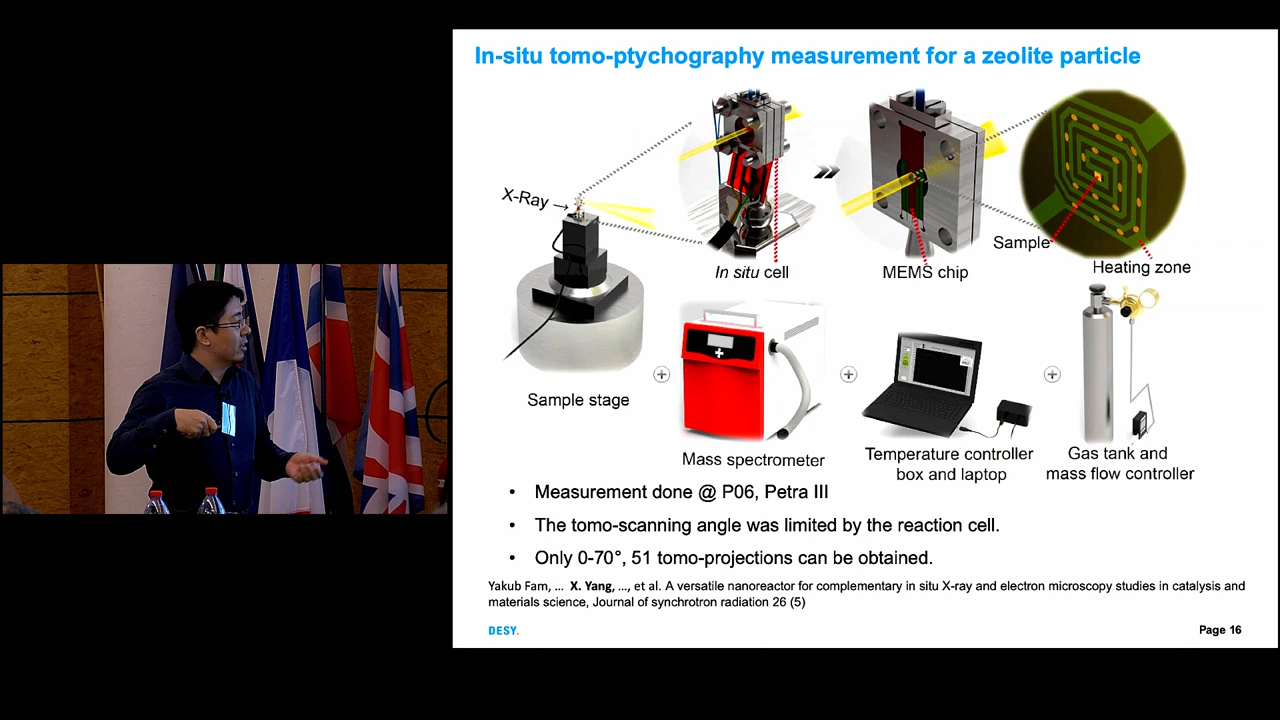 In-situ tomo-ptychography measurement for a zeolite particle
X-Ray →
Sample
In situ cell
MEMS chip
Heating zone
Sample stage
Mass spectrometer
Temperature controller
box and laptop
Gas tank and
mass flow controller
• Measurement done @ P06, Petra III
• The tomo-scanning angle was limited by the reaction cell.
• Only 0-70°, 51 tomo-projections can be obtained.
Yakub Fam, ... X. Yang, ..., et al. A versatile nanoreactor for complementary in situ X-ray and electron microscopy studies in catalysis and
materials science, Journal of synchrotron radiation 26 (5)
DESY.
Page 16